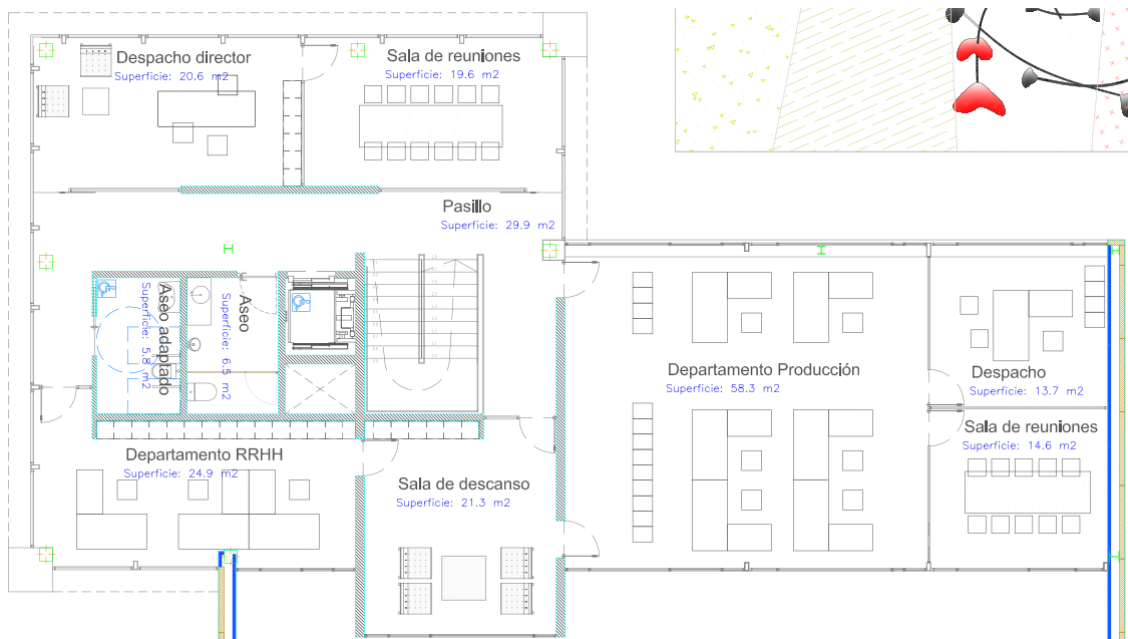 Despacho director
Superficie: 20.6 m2
Sala de reuniones
Superficie: 19.6 m2
Pasillo
Superficie: 29.9 m2
Aseo adaptado
Superficie: 5.8 m2
Aseo
Superficie: 6.5 m2
Departamento Producción
Superficie: 58.3 m2
Despacho
Superficie: 13.7 m2
Sala de reuniones
Superficie: 14.6 m2
Departamento RRHH
Superficie: 24.9 m2
Sala de descanso
Superficie: 21.3 m2